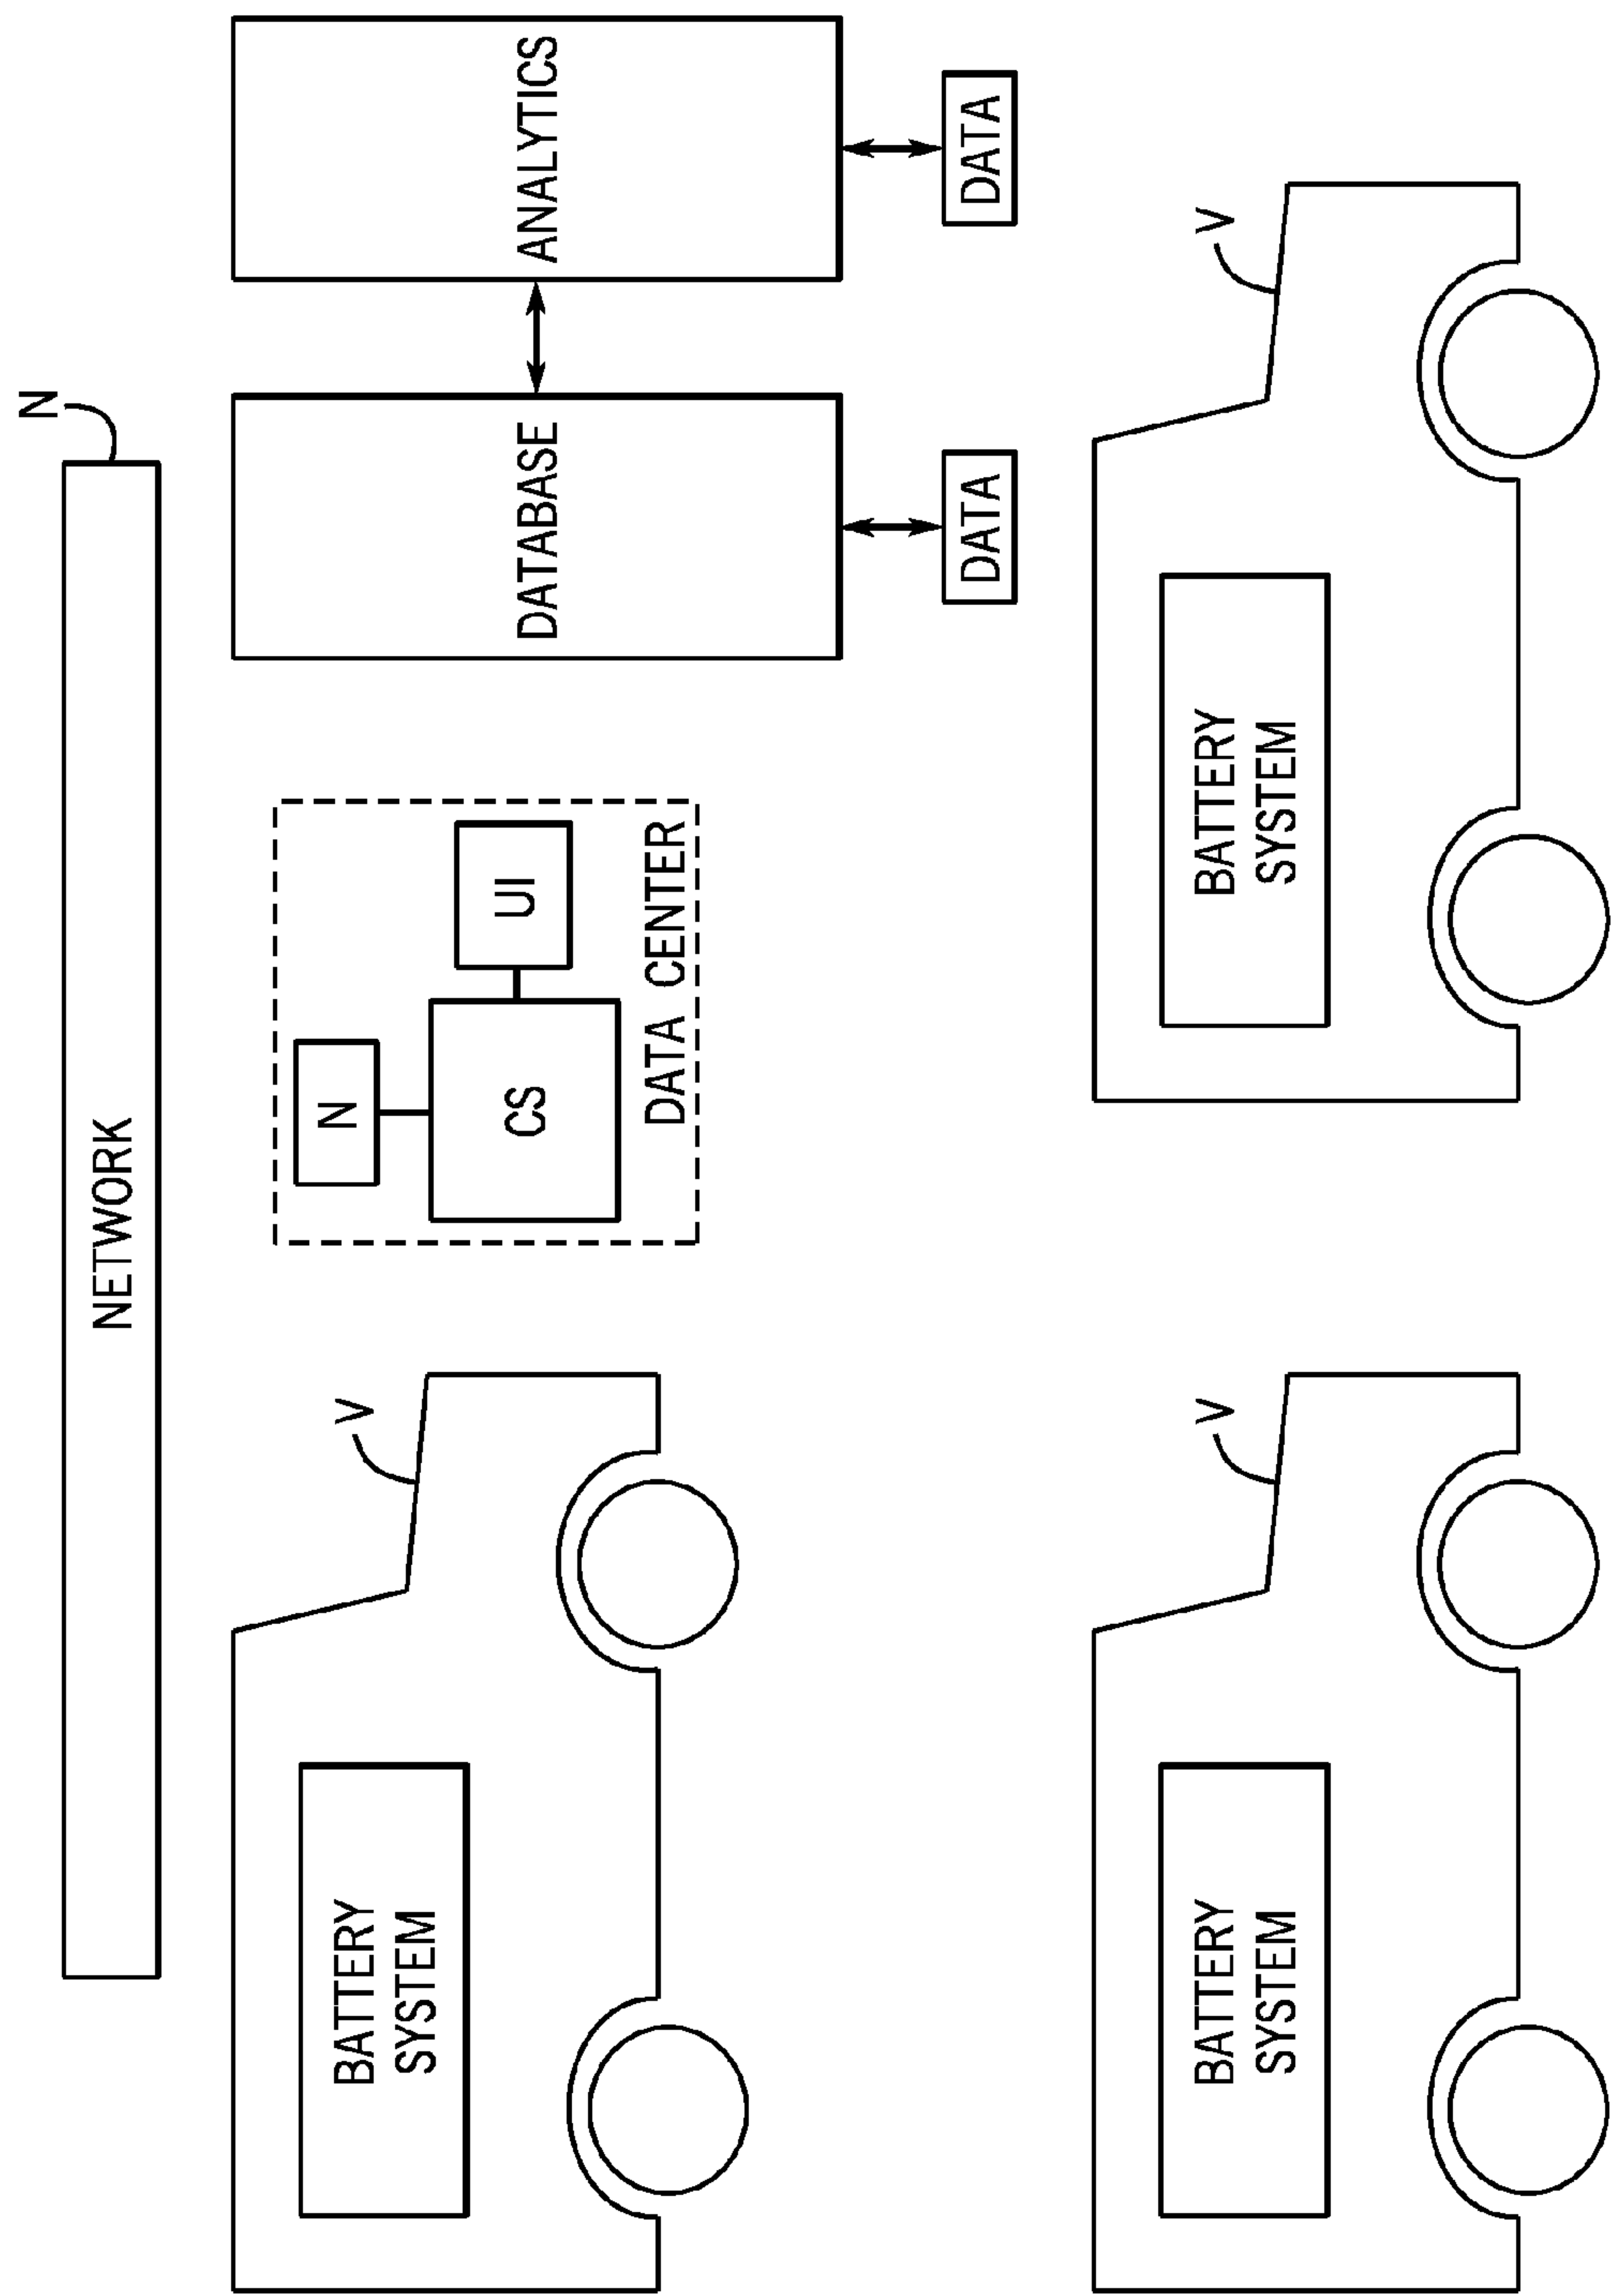 N
NETWORK
V
BATTERY
SYSTEM
N
CS
UI
DATA CENTER
DATABASE
ANALYTICS
DATA
DATA
V
BATTERY
SYSTEM
V
BATTERY
SYSTEM